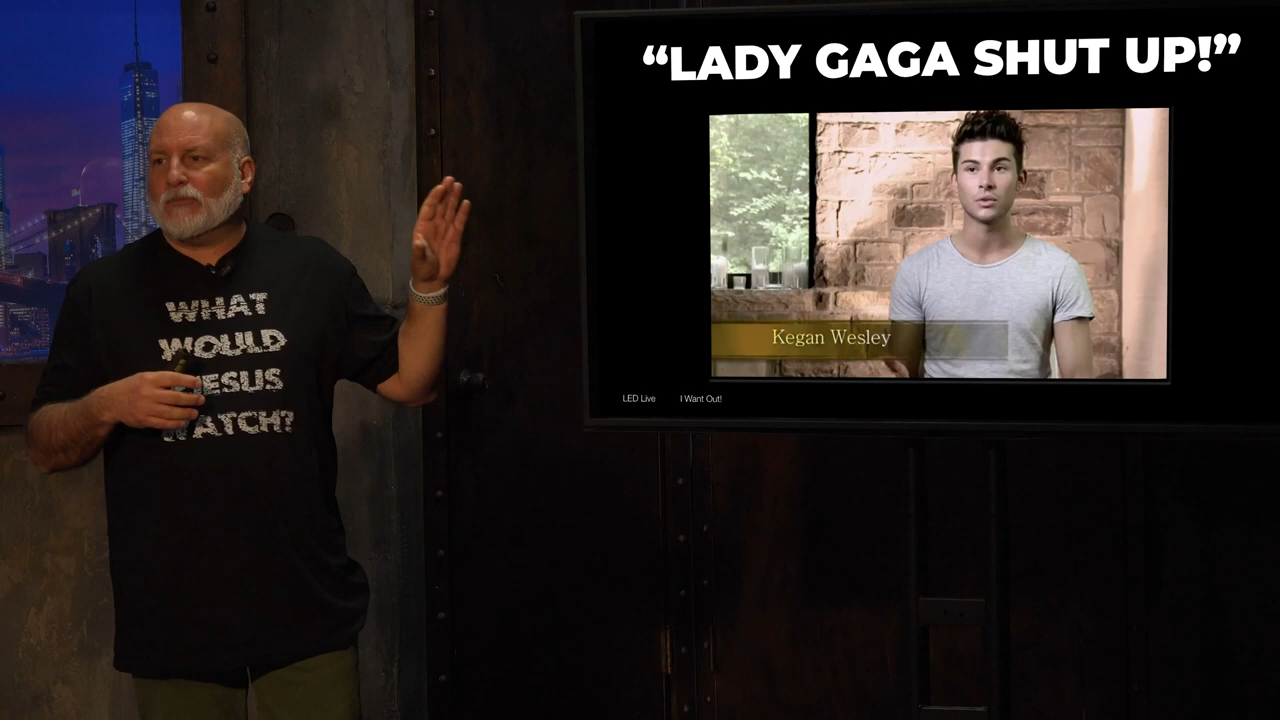 “LADY GAGA SHUT UP!”
WHAT
WOULD
JESUS
WATCH?
Kegan Wesley
LED Live I Want Out!